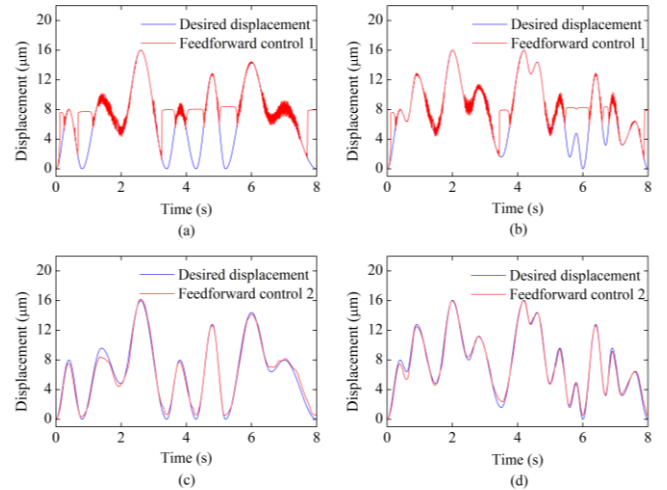 Desired displacement
Feedforward control 1
Displacement (μm)
20
16
12
8
4
0
0 2 4 6 8
Time (s)
(a)
Desired displacement
Feedforward control 1
Displacement (μm)
20
16
12
8
4
0
0 2 4 6 8
Time (s)
(b)
Desired displacement
Feedforward control 2
Displacement (μm)
20
16
12
8
4
0
0 2 4 6 8
Time (s)
(c)
Desired displacement
Feedforward control 2
Displacement (μm)
20
16
12
8
4
0
0 2 4 6 8
Time (s)
(d)